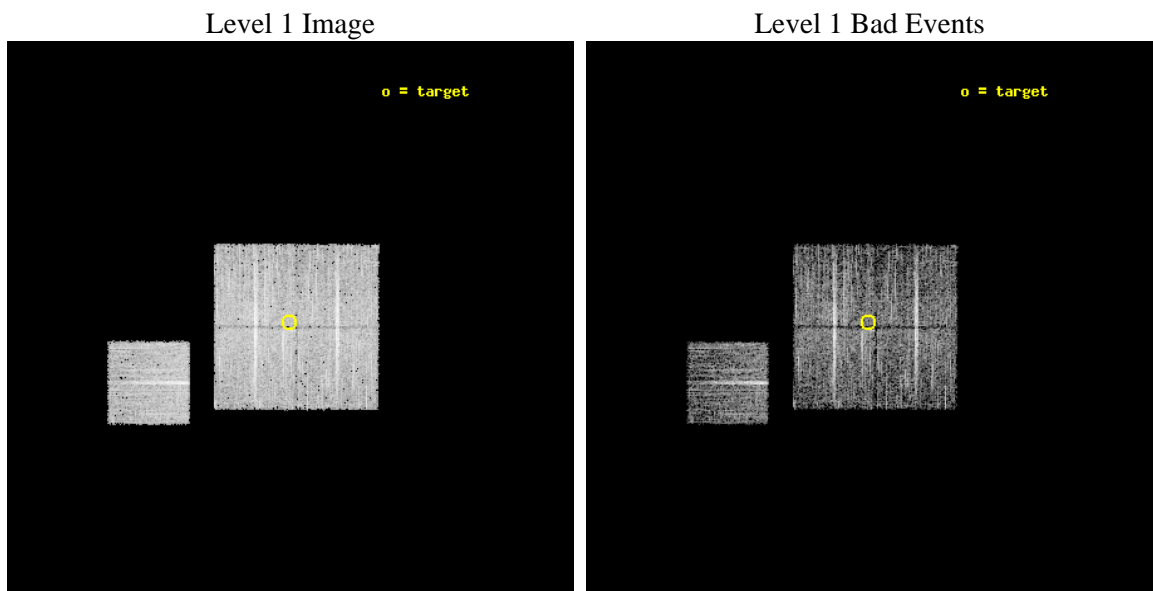 Level 1 Image
Level 1 Bad Events
o = target
o = target